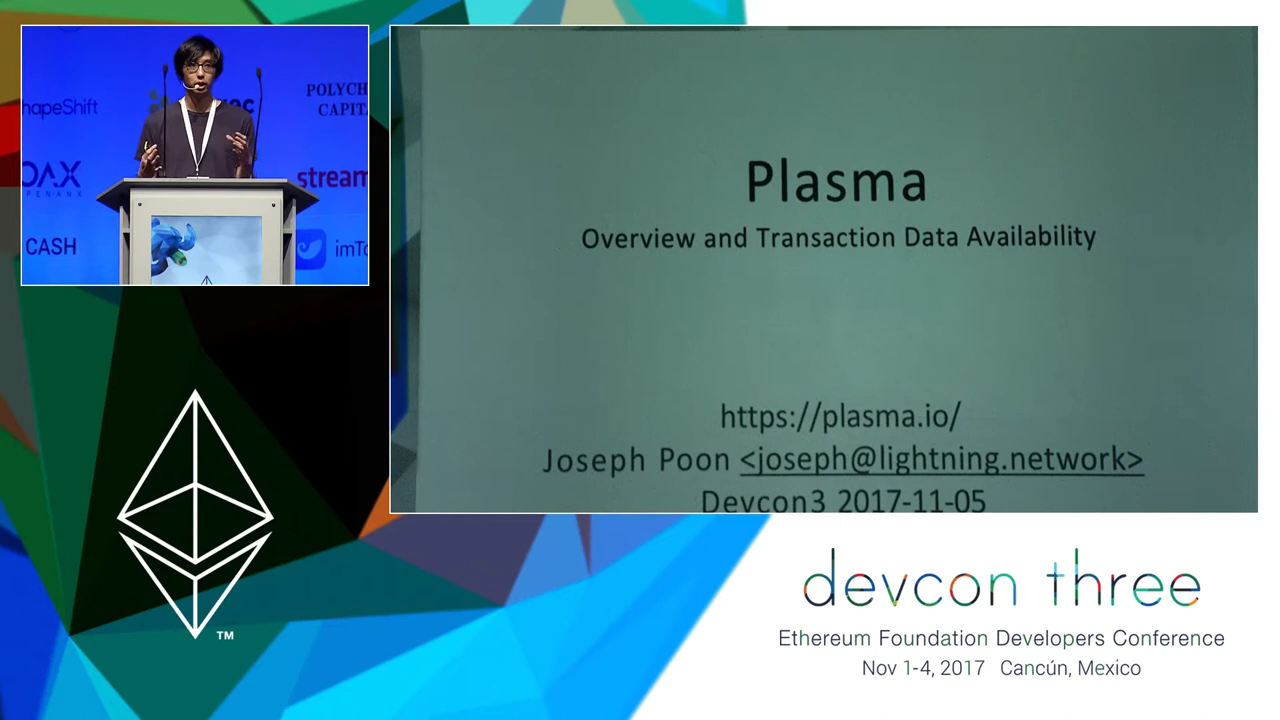 hapeShift
POLYCH
CAPIT
OAX
stream
CASH
imTo
Plasma
Overview and Transaction Data Availability
https://plasma.io/
Joseph Poon <joseph@lightning.network>
Devcon3 2017-11-05
TM
devcon three
Ethereum Foundation Developers Conference
Nov 1-4, 2017 Cancún, Mexico